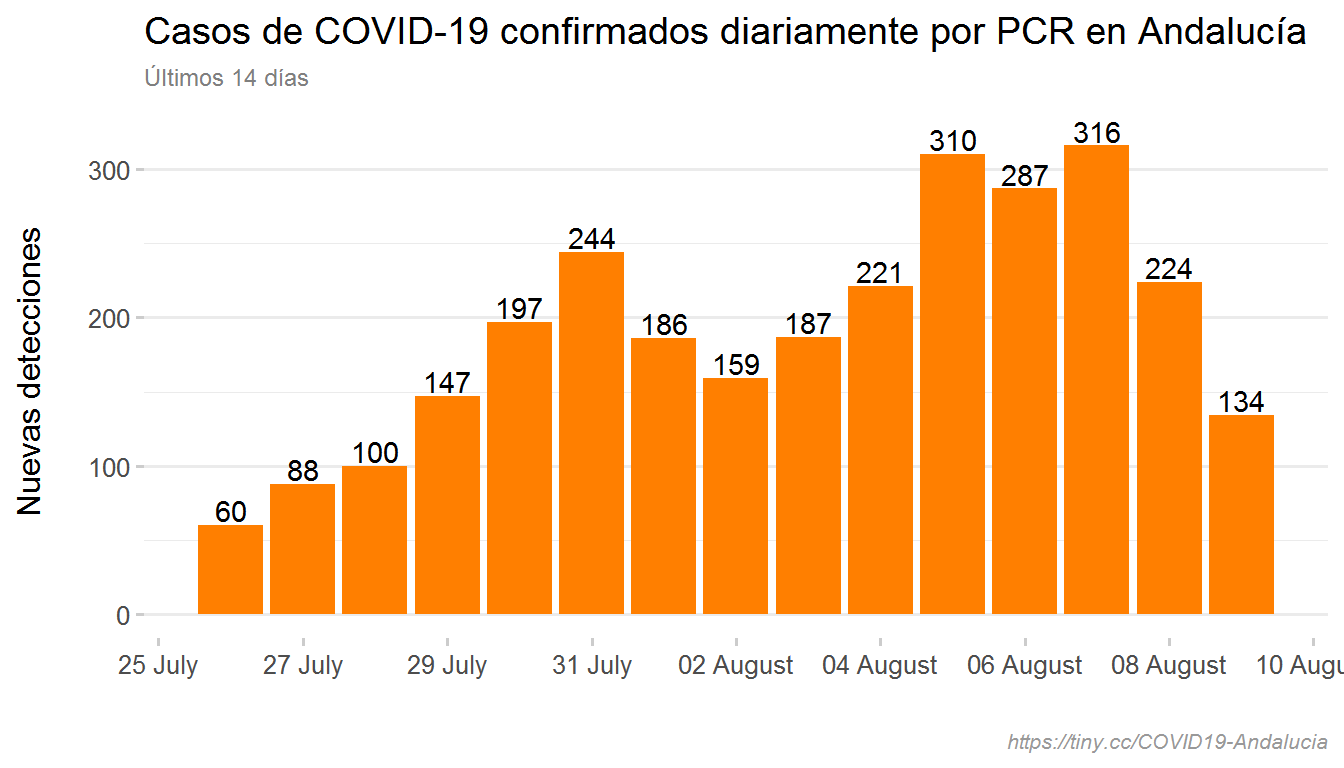 Casos de COVID-19 confirmados diariamente por PCR en Andalucía
Últimos 14 días
Nuevas detecciones
300
200
100
0
60
88
100
147
197
244
186
159
187
221
310
287
316
224
134
25 July
27 July
29 July
31 July
02 August
04 August
06 August
08 August
10 Augu
https://tiny.cc/COVID19-Andalucia